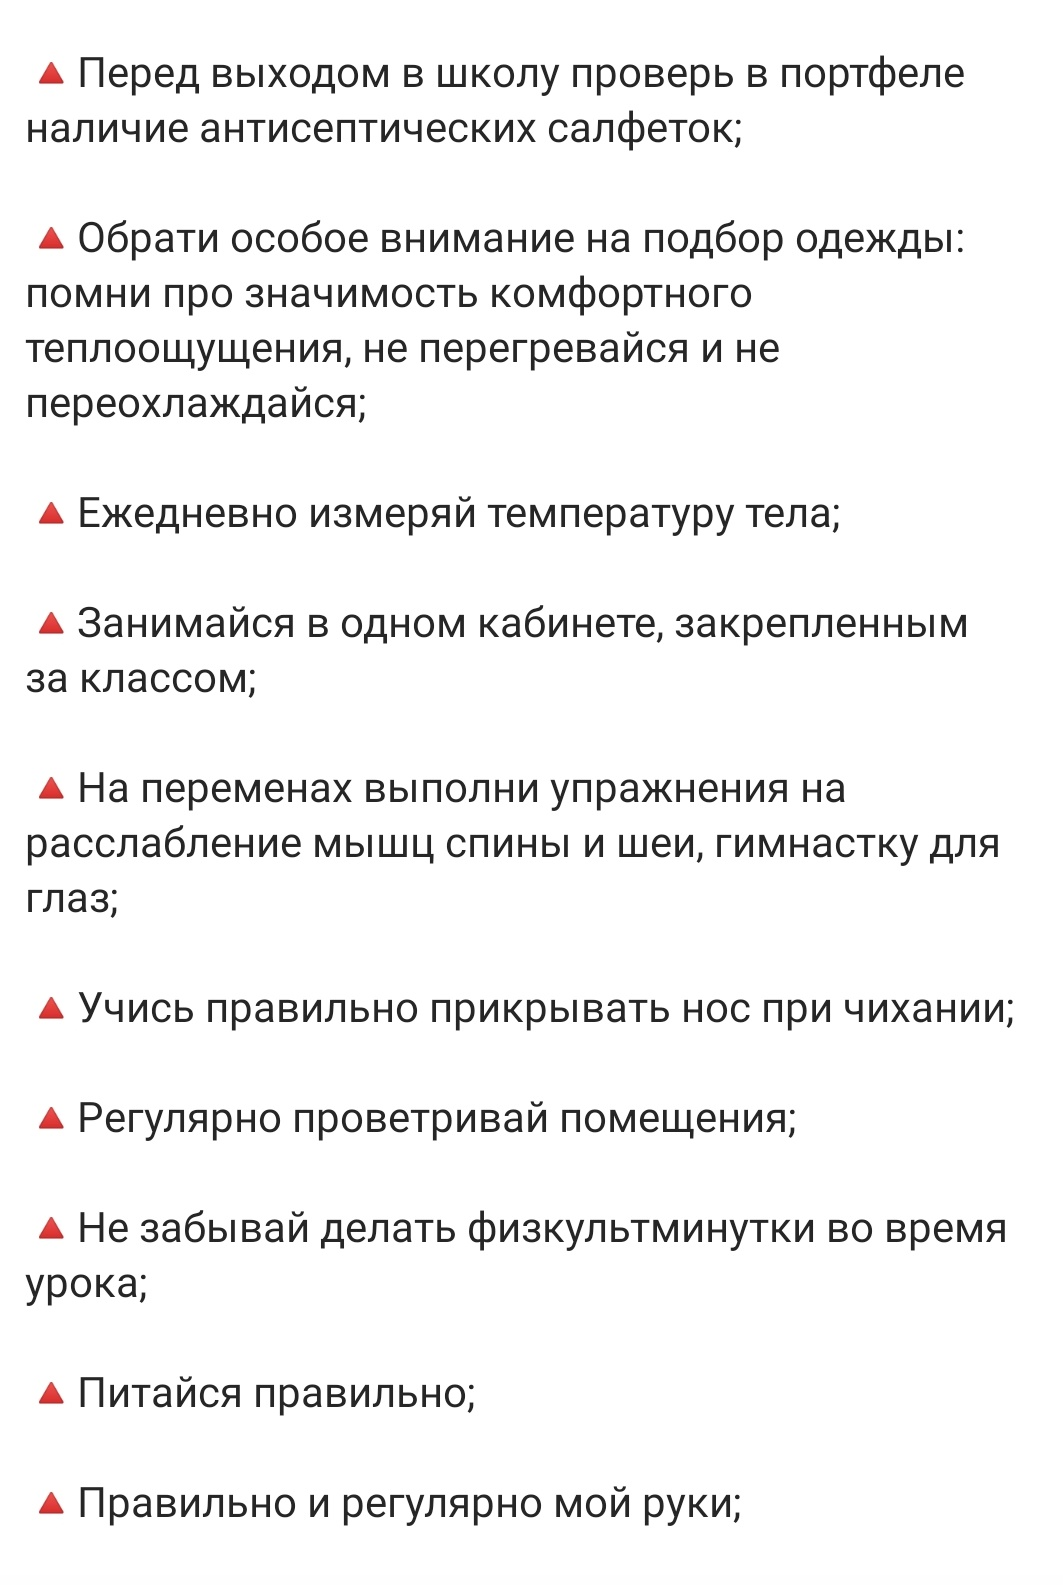 🔺Перед выходом в школу проверь в портфеле
наличие антисептических салфеток;
🔺Обрати особое внимание на подбор одежды:
помни про значимость комфортного
теплоощущения, не перегревайся и не
переохлаждайся;
🔺Ежедневно измеряй температуру тела;
🔺Занимайся в одном кабинете, закрепленным
за классом;
🔺На переменах выполни упражнения на
расслабление мышц спины и шеи, гимнастку для
глаз;
🔺Учись правильно прикрывать нос при чихании;
🔺Регулярно проветривай помещения;
🔺Не забывай делать физкультминутки во время
урока;
🔺Питайся правильно;
🔺Правильно и регулярно мой руки;